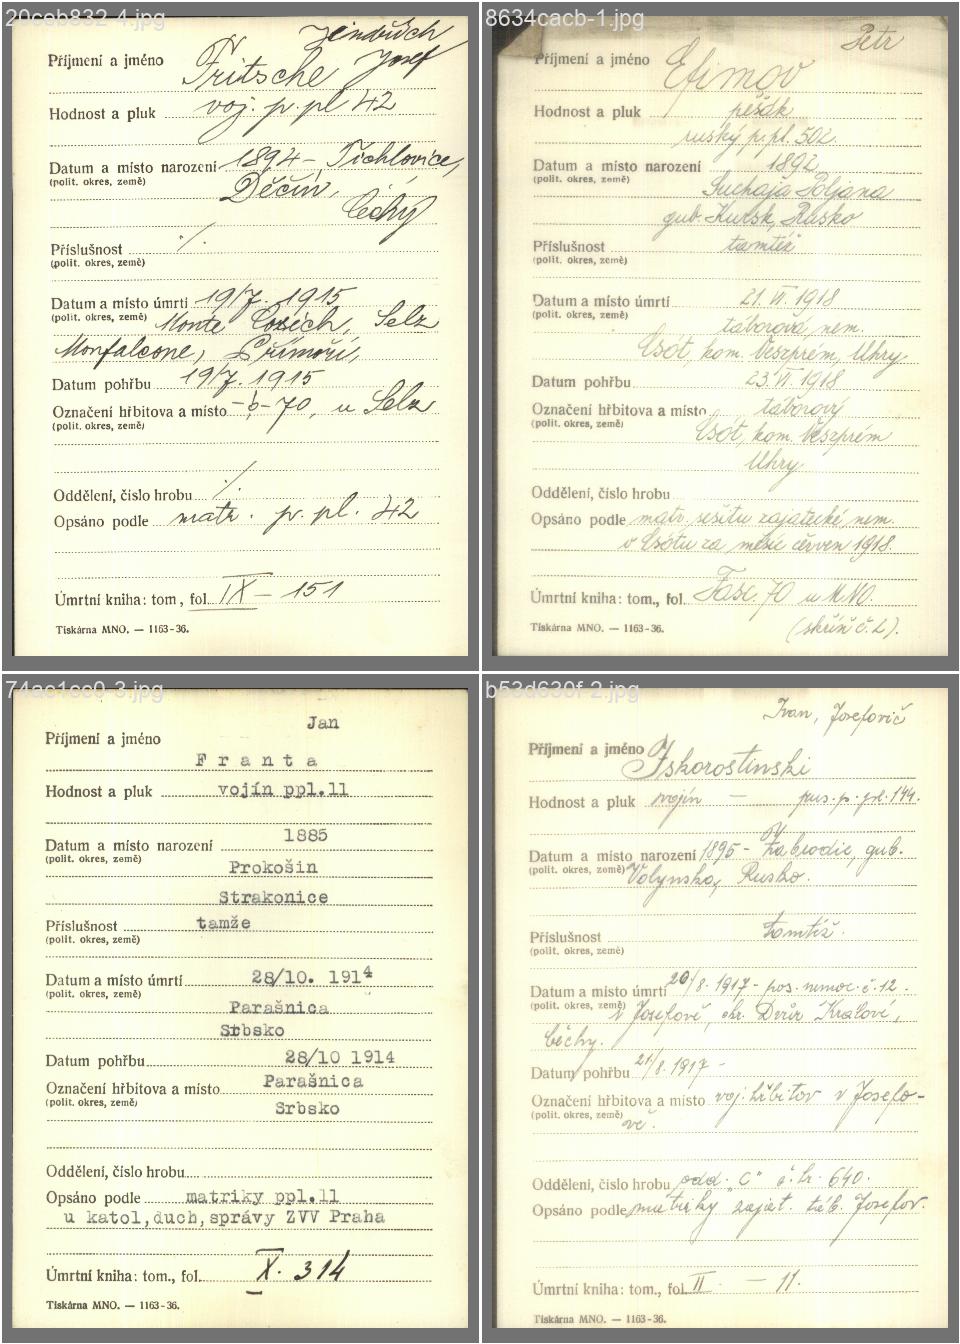 20ceb832-4.jpg
Jindřich
Příjmení a jméno Fritsche Josef
Hodnost a pluk voj. p. pl 42
Datum a místo narození 1894 - Těchlovice,
(polit. okres, země) Děčín,
Čechy
Příslušnost ./.
(polit. okres, země)
Datum a místo úmrtí 19/7. 1915
(polit. okres, země) Monte Cosich, Selz
Monfalcone, Přímoří,
Datum pohřbu 19/7. 1915
Označení hřbitova a místo -b- 70, u Selz
(polit. okres, země)
Oddělení, číslo hrobu ./.
Opsáno podle matr. p. pl. 42
Úmrtní kniha: tom, fol. IX - 151
Tiskárna MNO. — 1163-36.
8634cacb-1.jpg
Petr
Příjmení a jméno Efimov
Hodnost a pluk pěšák
ruský p. pl. 502.
Datum a místo narození 1892
(polit. okres, země) Suchaja Poljana
gub. Kursk, Rusko
Příslušnost tamtéž
(polit. okres, země)
Datum a místo úmrtí 21. VI. 1918
(polit. okres, země) táborová nem.
Csót, kom. Veszprém, Uhry
Datum pohřbu 23. VI. 1918
Označení hřbitova a místo táborový
(polit. okres, země) Csót, kom. Veszprém
Uhry
Oddělení, číslo hrobu
Opsáno podle matr. sešitu zajatecké nem.
v Csótu za měsíc červen 1918.
Úmrtní kniha: tom., fol. Fasc. 70 u MNO.
(skříň č. 2).
Tiskárna MNO. — 1163-36.
74ae1cc0-3.jpg
Jan
Příjmení a jméno
Franta
Hodnost a pluk vojín ppl.11
1885
Datum a místo narození
(polit. okres, země)
Prokošin
Strakonice
Příslušnost tamže
(polit. okres, země)
Datum a místo úmrtí 28/10. 1914
(polit. okres, země)
Parašnica
Srbsko
Datum pohřbu 28/10 1914
Označení hřbitova a místo Parašnica
(polit. okres, země)
Srbsko
Oddělení, číslo hrobu
Opsáno podle matriky ppl.11
u katol,duch,správy ZVV Praha
Úmrtní kniha: tom., fol. X. 314
Tiskárna MNO. — 1163-36.
b53d630f-2.jpg
Ivan, Josefovič
Příjmení a jméno Iskorostinski
Hodnost a pluk vojín — rus. p. pl. 144.
Datum a místo narození 1895 - Zabrodie, gub.
(polit. okres, země) Volynsko, Rusko.
Příslušnost tamtéž.
(polit. okres, země)
Datum a místo úmrtí 20/8. 1917 - pos. nemoc. č. 12.
(polit. okres, země) v Josefově, okr. Dvůr Králové,
Čechy.
Datum pohřbu 21/8. 1917 -
Označení hřbitova a místo voj. hřbitov v Josefo-
(polit. okres, země) vě.
Oddělení, číslo hrobu odd. „C" č. hr. 640.
Opsáno podle matriky zajat. táb. Josefov.
Úmrtní kniha: tom., fol. II - 11.
Tiskárna MNO. — 1163-36.